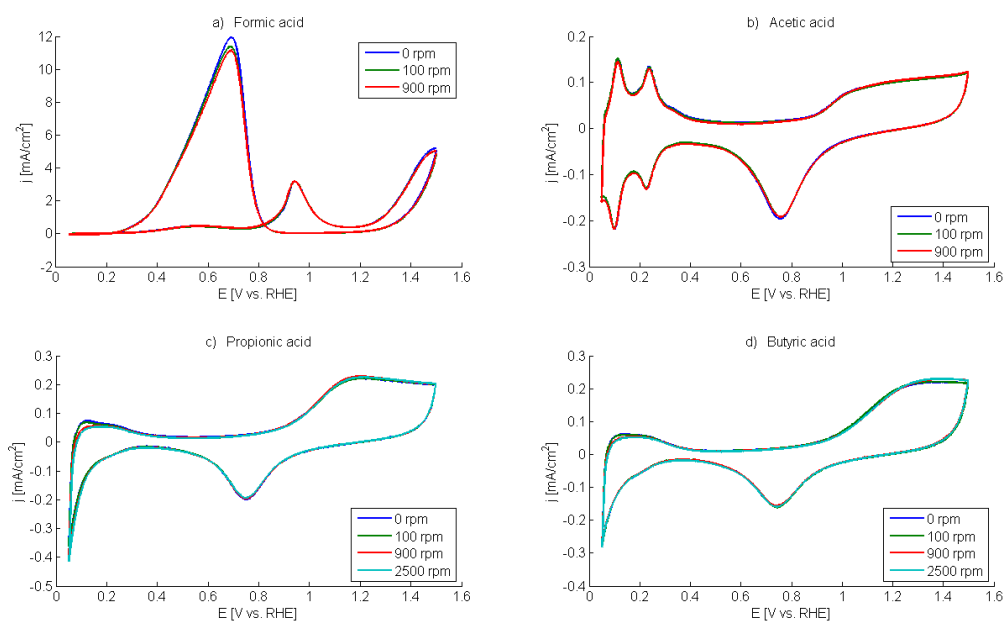 a) Formic acid
12
10
8
6
4
2
0
-2
j [mA/cm²]
0 rpm
100 rpm
900 rpm
0 0.2 0.4 0.6 0.8 1 1.2 1.4 1.6
E [V vs. RHE]
b) Acetic acid
0.2
0.1
0
-0.1
-0.2
-0.3
j [mA/cm²]
0 rpm
100 rpm
900 rpm
0 0.2 0.4 0.6 0.8 1 1.2 1.4 1.6
E [V vs. RHE]
c) Propionic acid
0.3
0.2
0.1
0
-0.1
-0.2
-0.3
-0.4
-0.5
j [mA/cm²]
0 rpm
100 rpm
900 rpm
2500 rpm
0 0.2 0.4 0.6 0.8 1 1.2 1.4 1.6
E [V vs. RHE]
d) Butyric acid
0.3
0.2
0.1
0
-0.1
-0.2
-0.3
-0.4
j [mA/cm²]
0 rpm
100 rpm
900 rpm
2500 rpm
0 0.2 0.4 0.6 0.8 1 1.2 1.4 1.6
E [V vs. RHE]